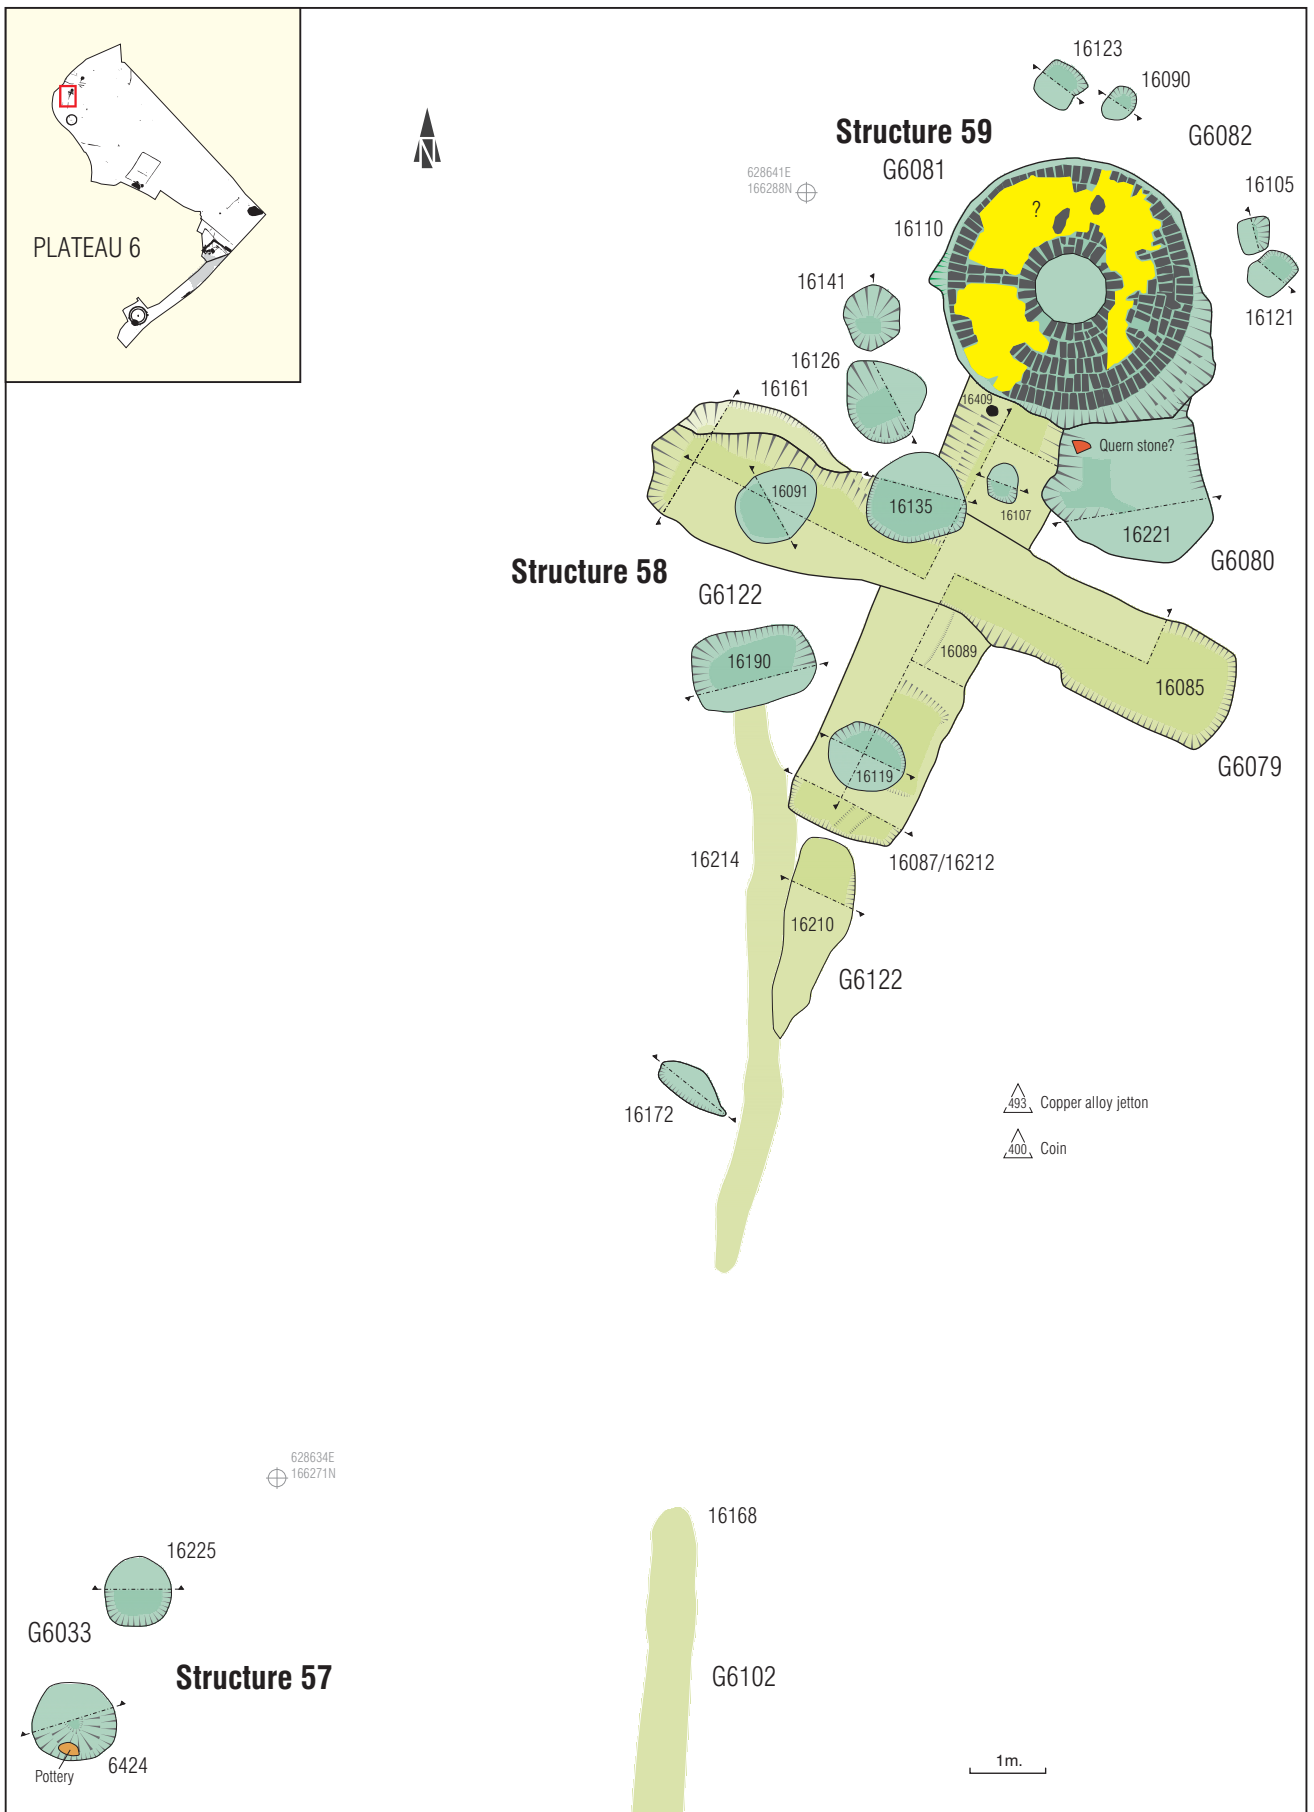 PLATEAU 6
N
16123
16090
Structure 59
G6082
G6081
628641E
166288N
16105
16110
?
16141
16121
16126
16161
16409
Quern stone?
16091
16135
16107
16221
G6080
Structure 58
G6122
16190
16089
16085
G6079
16119
16214
16087/16212
16210
G6122
16172
493 Copper alloy jetton
400 Coin
628634E
166271N
16168
16225
G6033
Structure 57
G6102
6424
Pottery
1m.